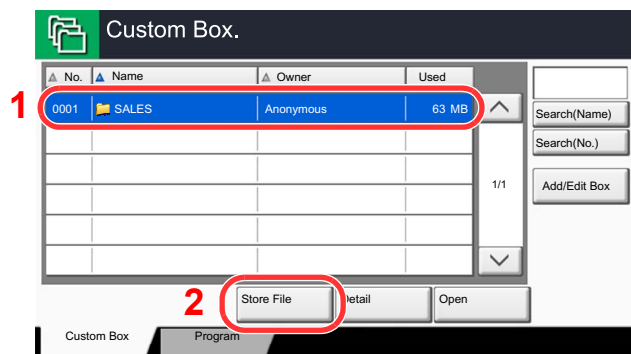 Custom Box.
No. Name Owner Used
1
0001 SALES Anonymous 63 MB
Search(Name)
Search(No.)
1/1
Add/Edit Box
2
Store File Detail Open
Custom Box Program